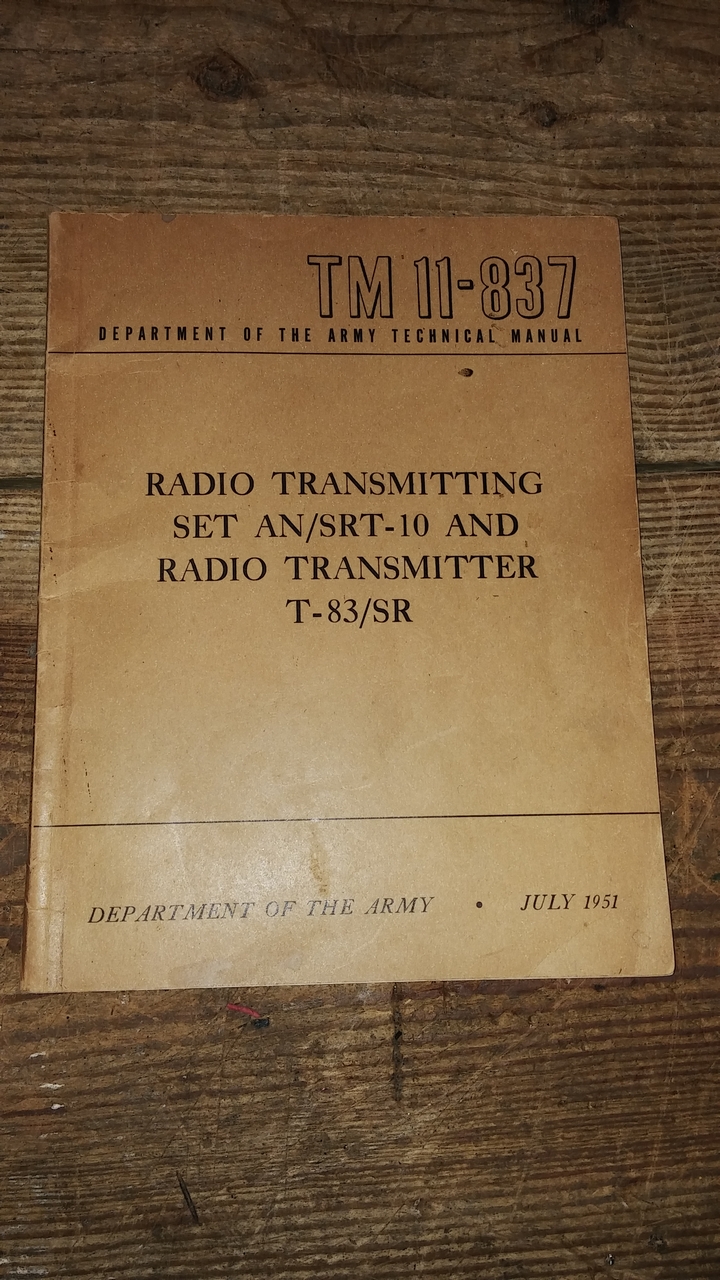 TM 11-837
DEPARTMENT OF THE ARMY TECHNICAL MANUAL
RADIO TRANSMITTING
SET AN/SRT-10 AND
RADIO TRANSMITTER
T-83/SR
DEPARTMENT OF THE ARMY • JULY 1951